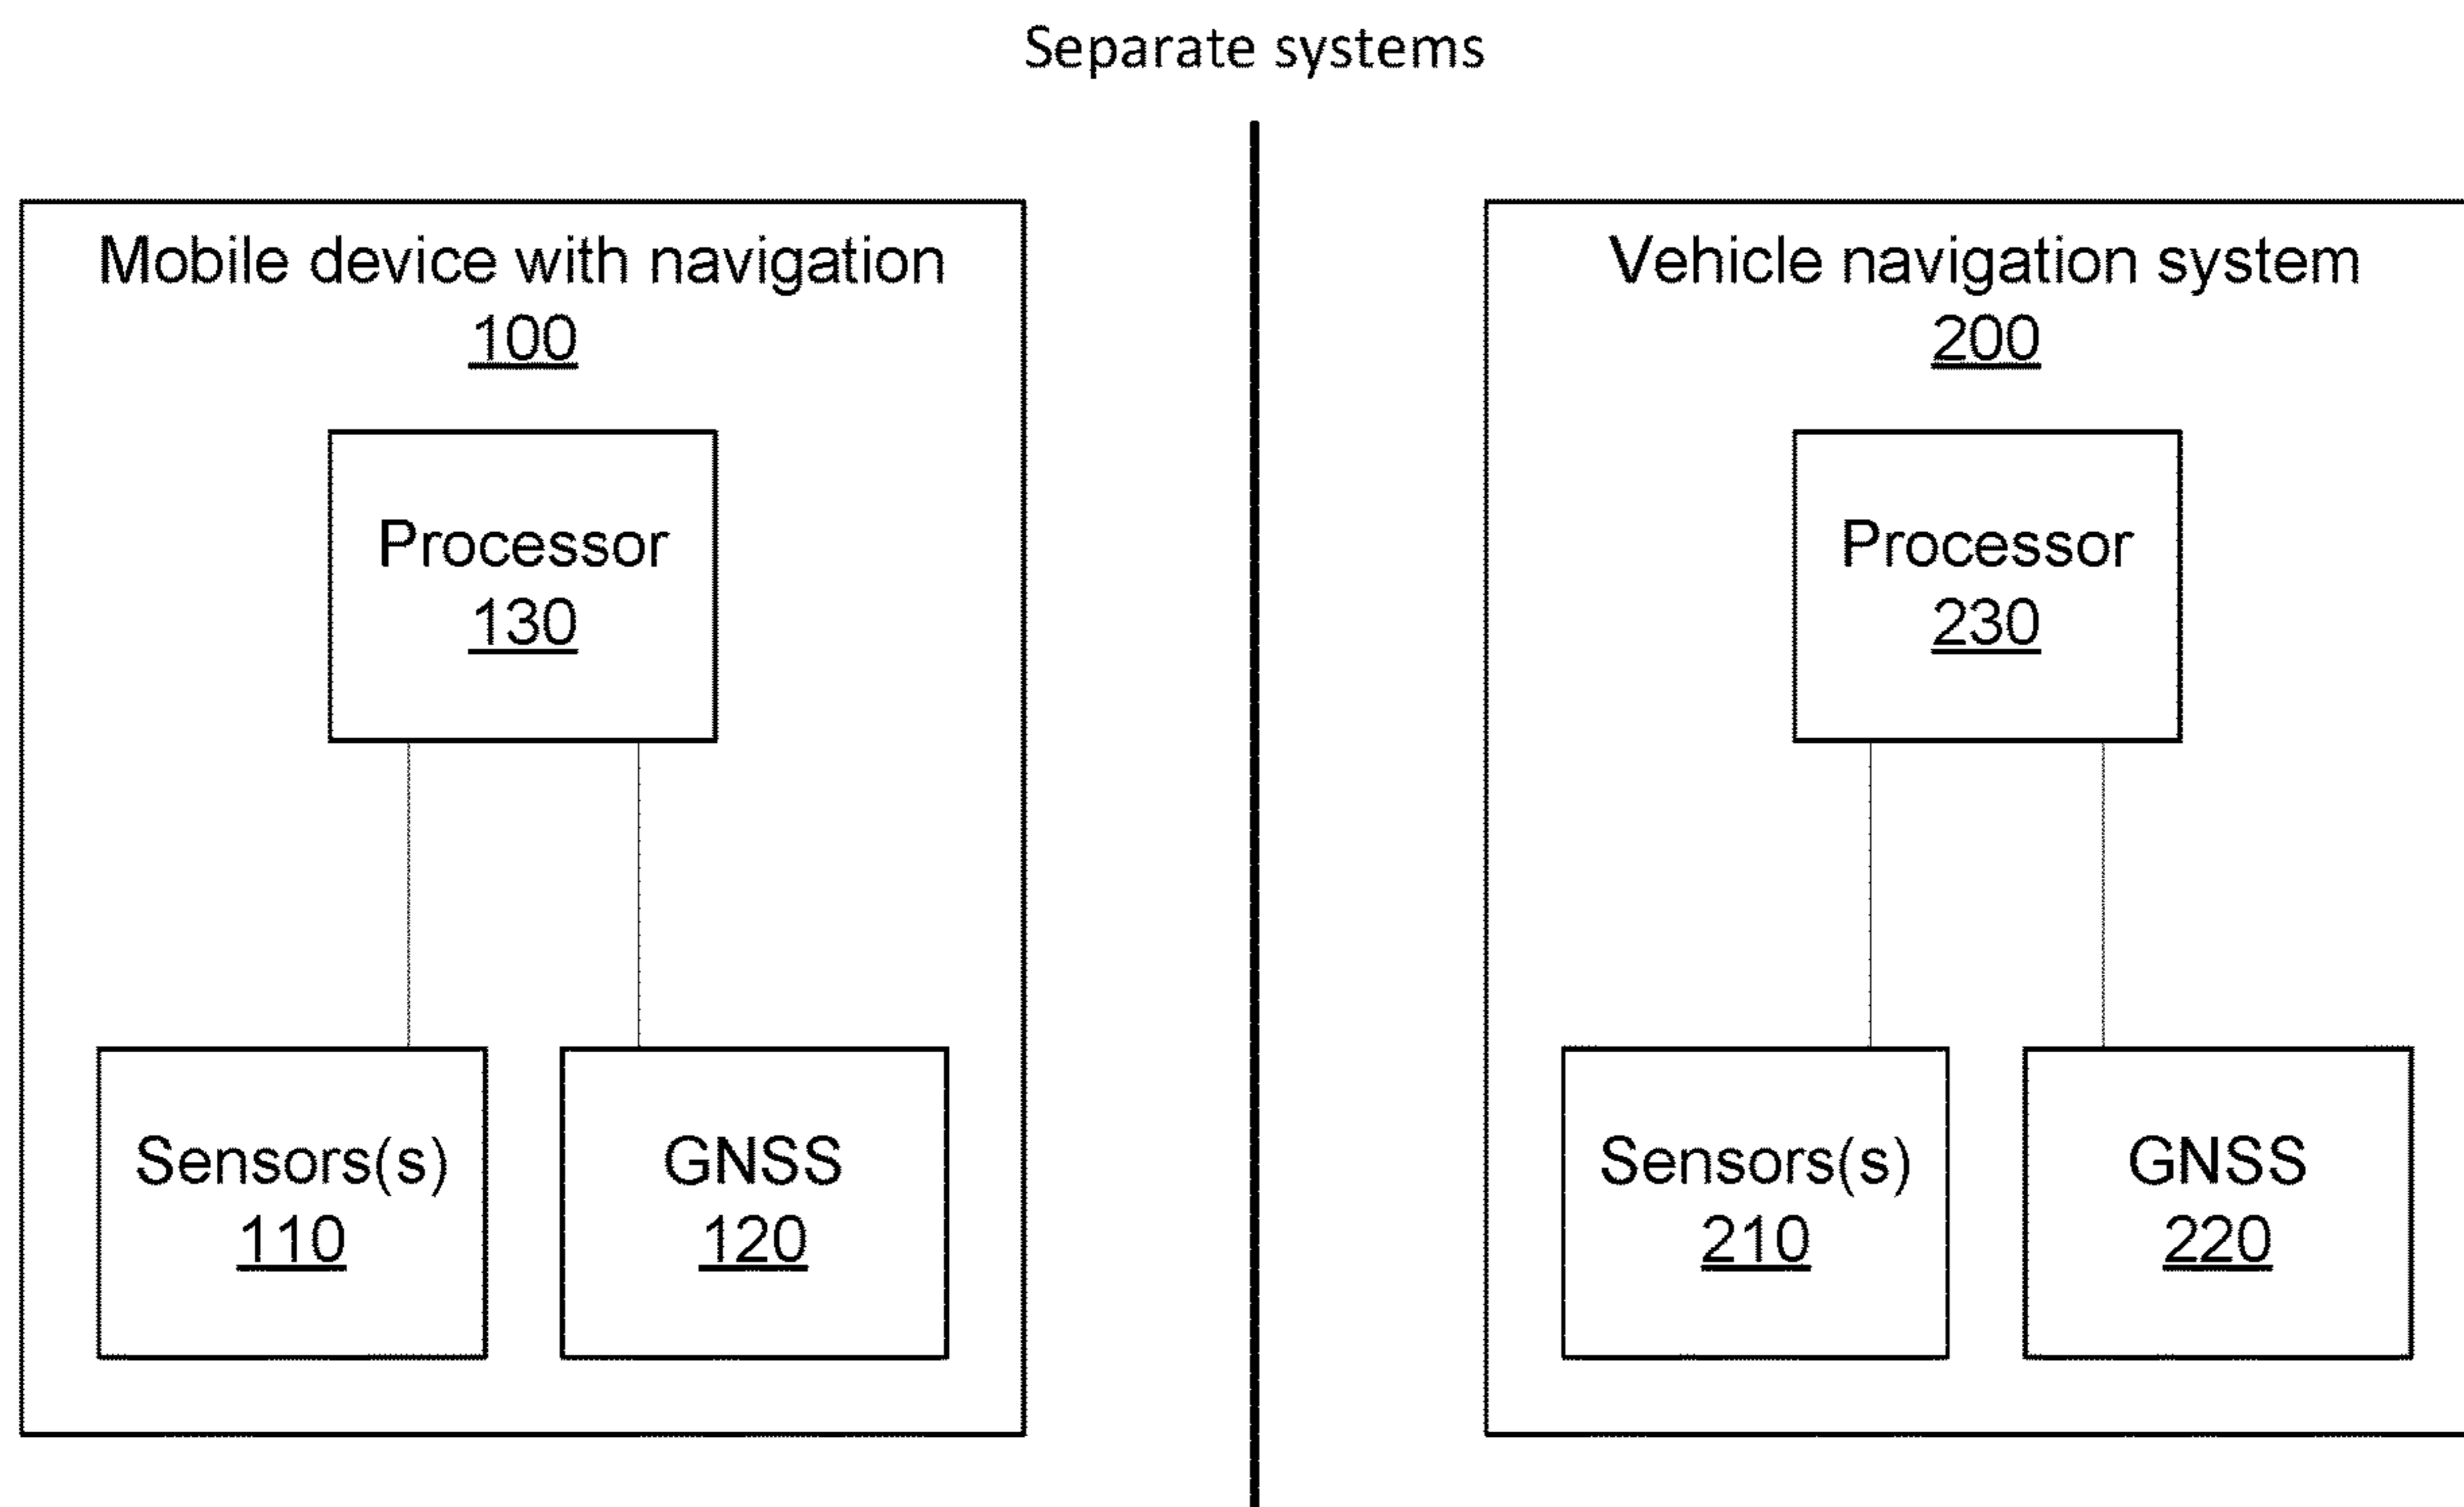 Separate systems
Mobile device with navigation
100
Processor
130
Sensors(s)
110
GNSS
120
Vehicle navigation system
200
Processor
230
Sensors(s)
210
GNSS
220